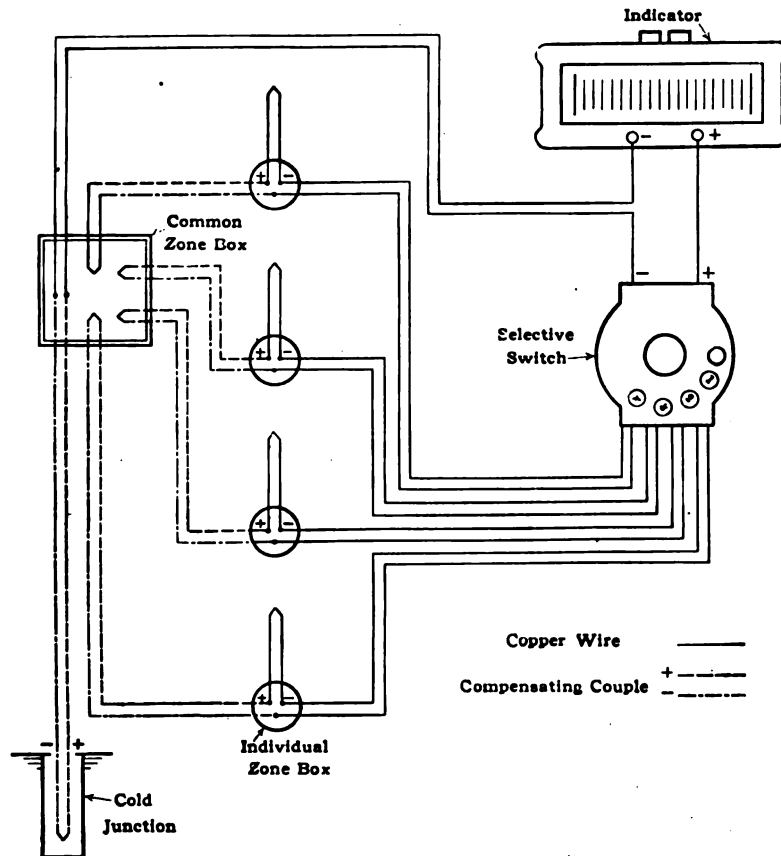 Indicator
- +
Common
Zone Box
+ -
- +
Selective
Switch
+ -
+ -
Copper Wire
+
Compensating Couple
-
+ -
Individual
Zone Box
- +
Cold
Junction